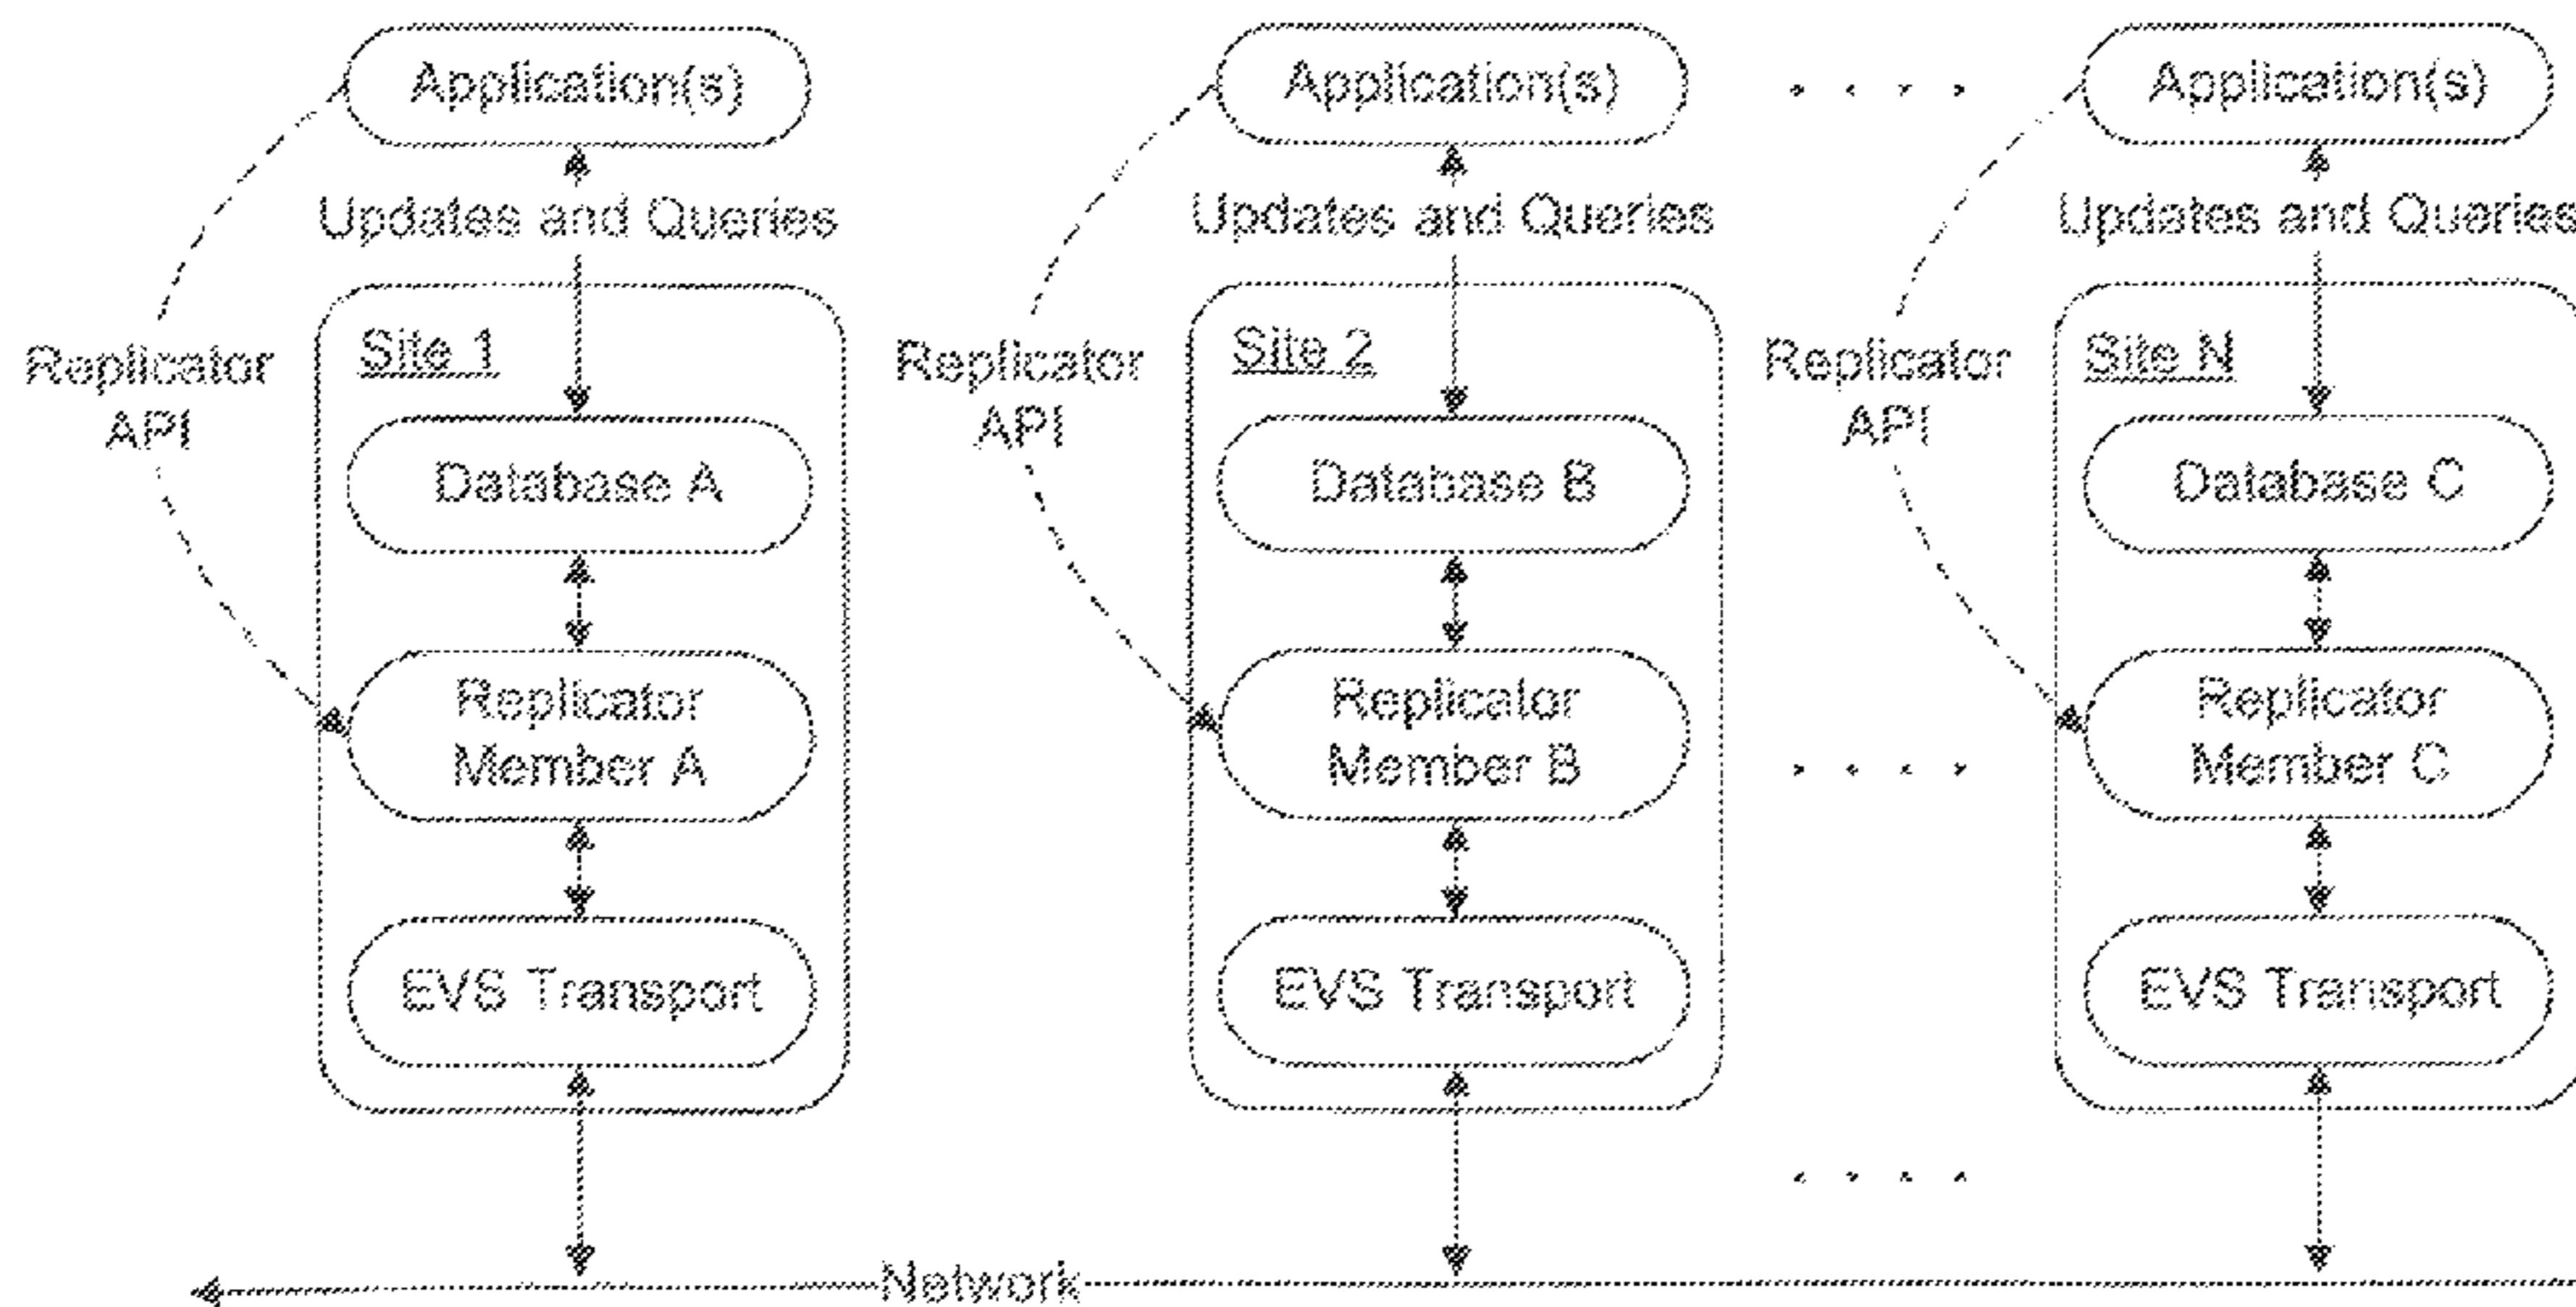 Application(s)
Application(s)
Application(s)
Updates and Queries
Updates and Queries
Updates and Queries
Replicator
API
Site 1
Replicator
API
Site 2
Replicator
API
Site N
Database A
Database B
Database C
Replicator
Member A
Replicator
Member B
Replicator
Member C
EVS Transport
EVS Transport
EVS Transport
Network